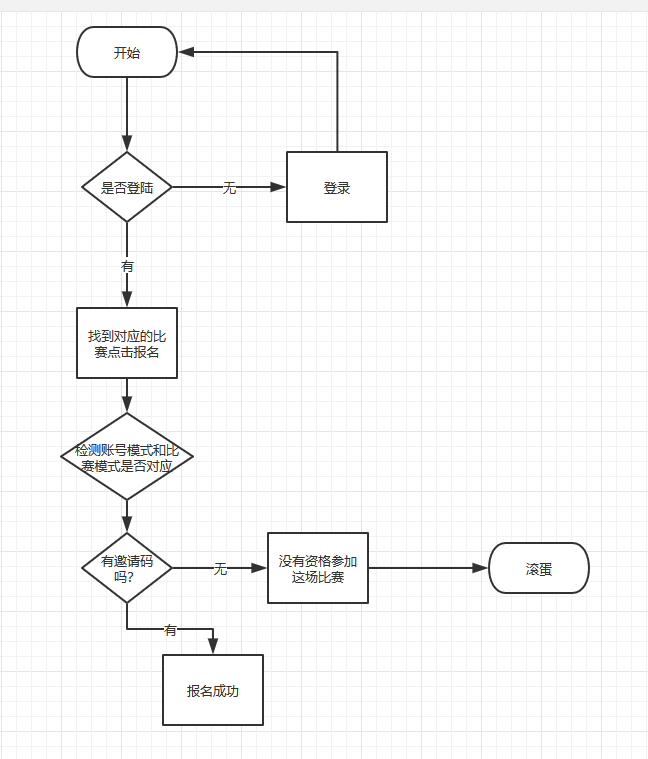 开始
是否登陆
无
登录
有
找到对应的比
赛点击报名
检测账号模式和比
赛模式是否对应
有邀请码
吗?
无
没有资格参加
这场比赛
滚蛋
有
报名成功